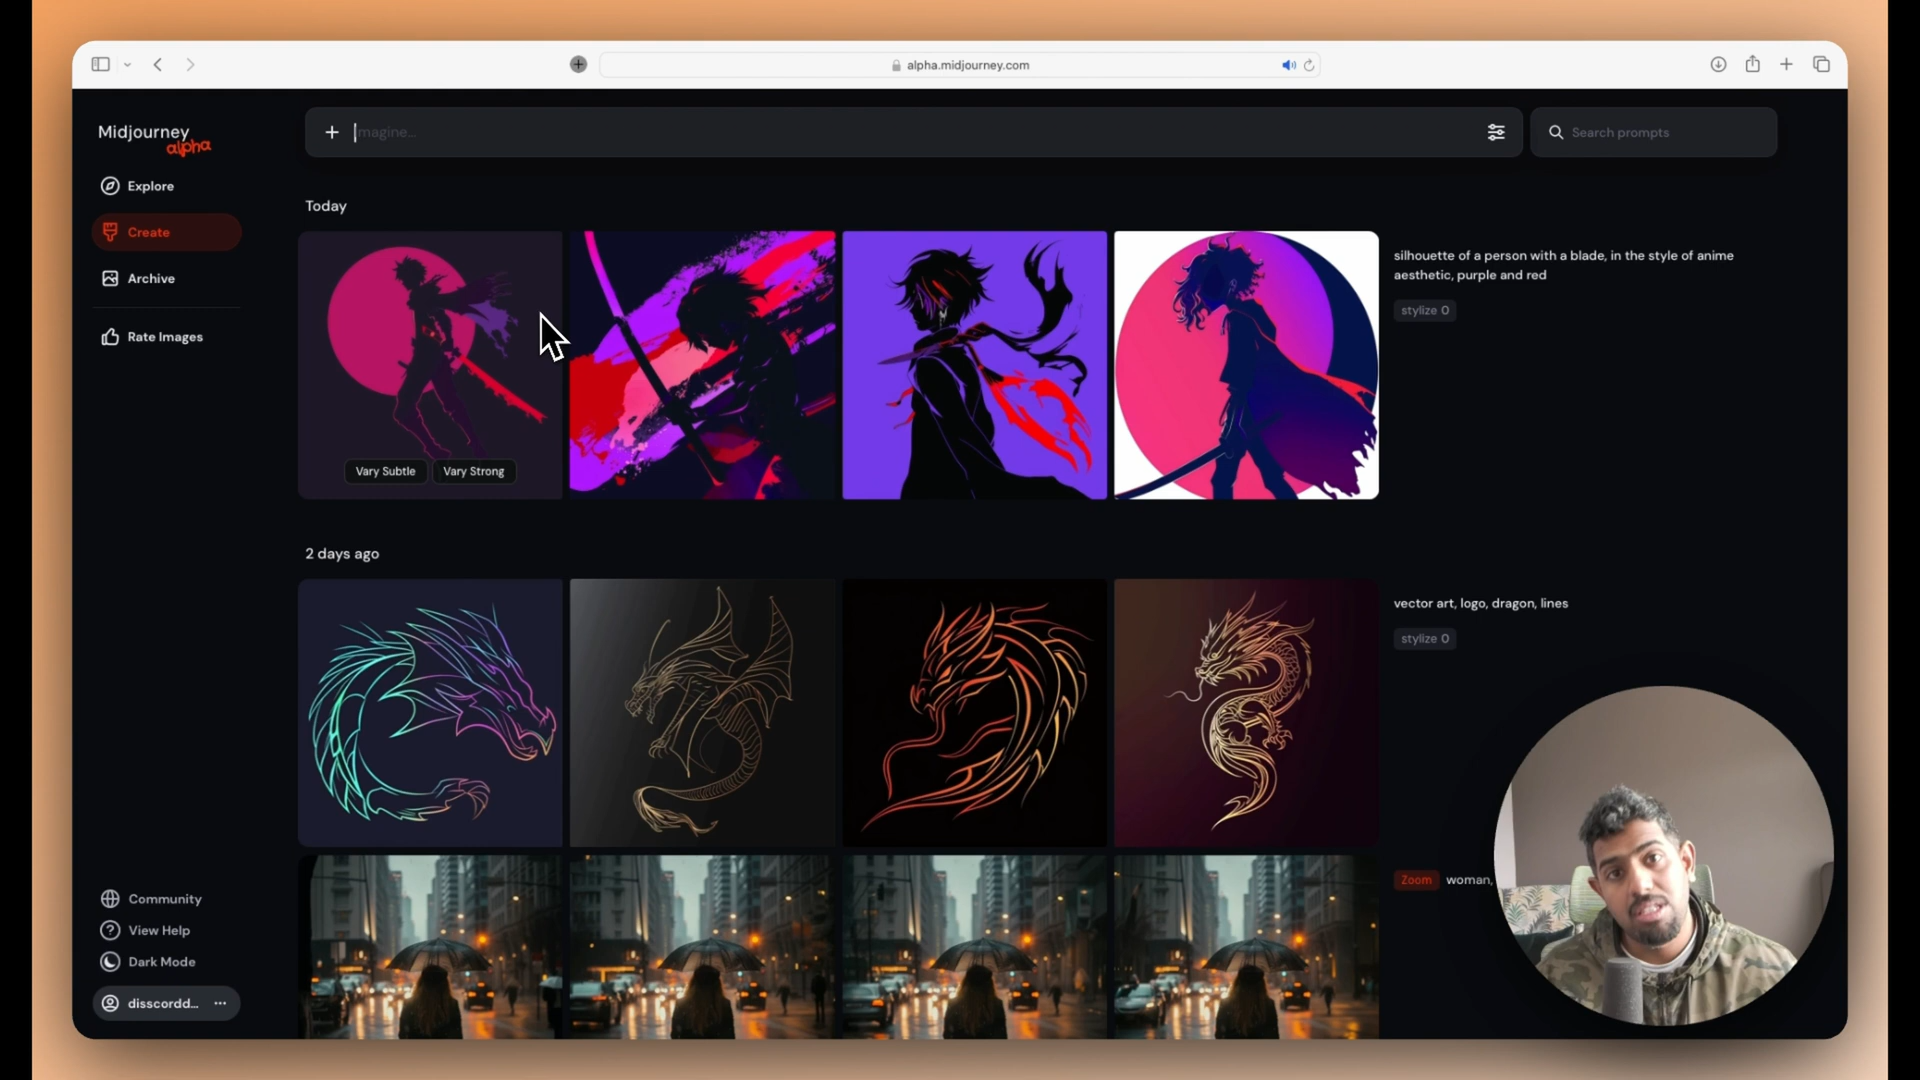 alpha.midjourney.com
Midjourney
alpha
Imagine...
Search prompts
Explore
Create
Archive
Rate Images
Today
Vary Subtle
Vary Strong
silhouette of a person with a blade, in the style of anime
aesthetic, purple and red
stylize 0
2 days ago
vector art, logo, dragon, lines
stylize 0
Zoom woman,
Community
View Help
Dark Mode
disscordd...